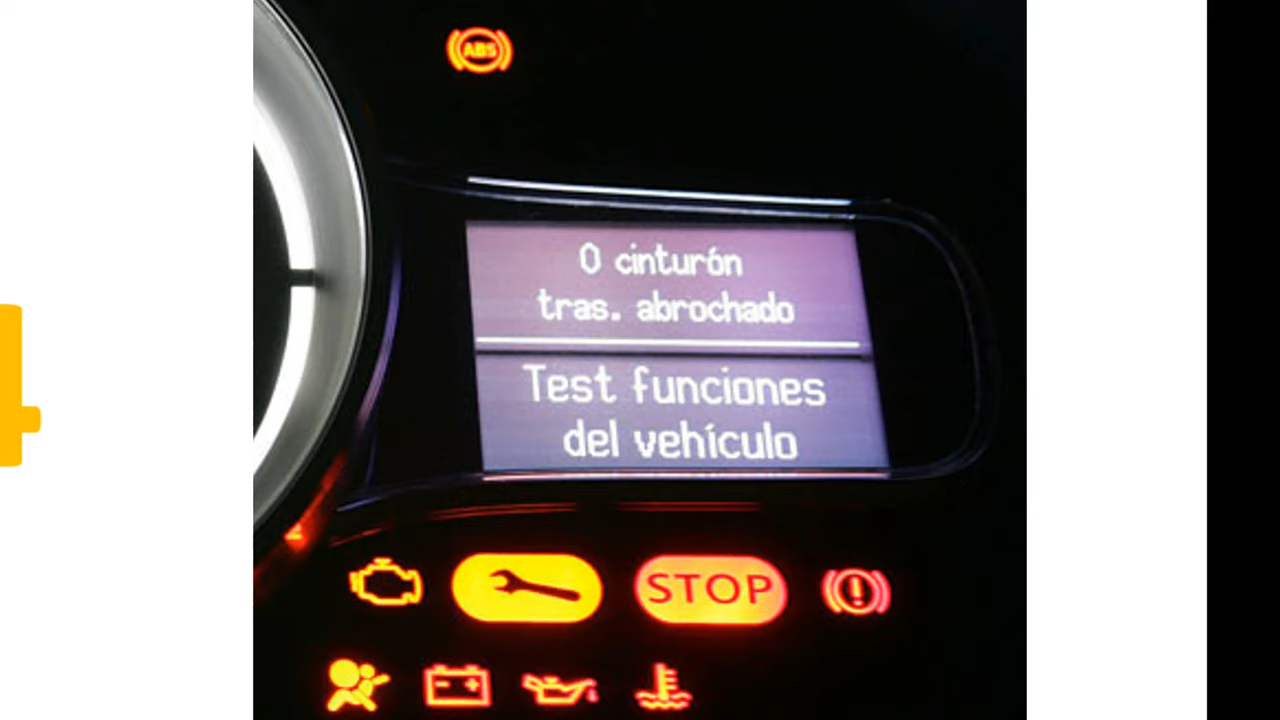 ABS
0 cinturón
tras. abrochado
Test funciones
del vehículo
STOP